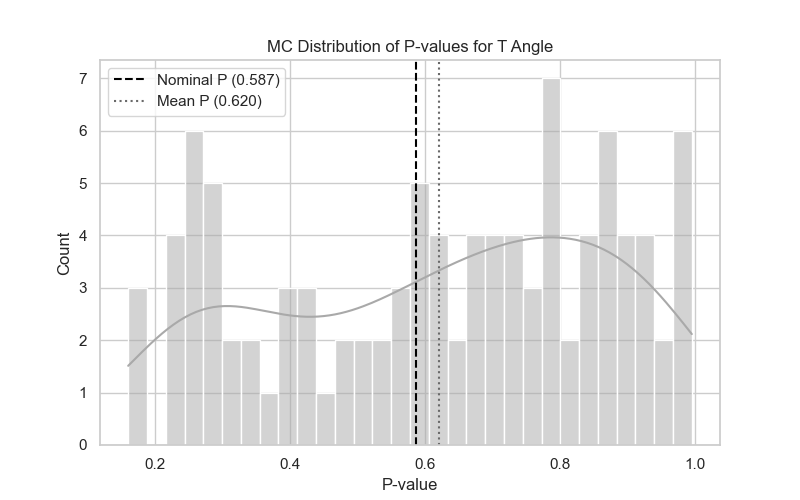 MC Distribution of P-values for T Angle
Nominal P (0.587)
Mean P (0.620)
7
6
5
4
3
2
1
0
Count
0.2 0.4 0.6 0.8 1.0
P-value